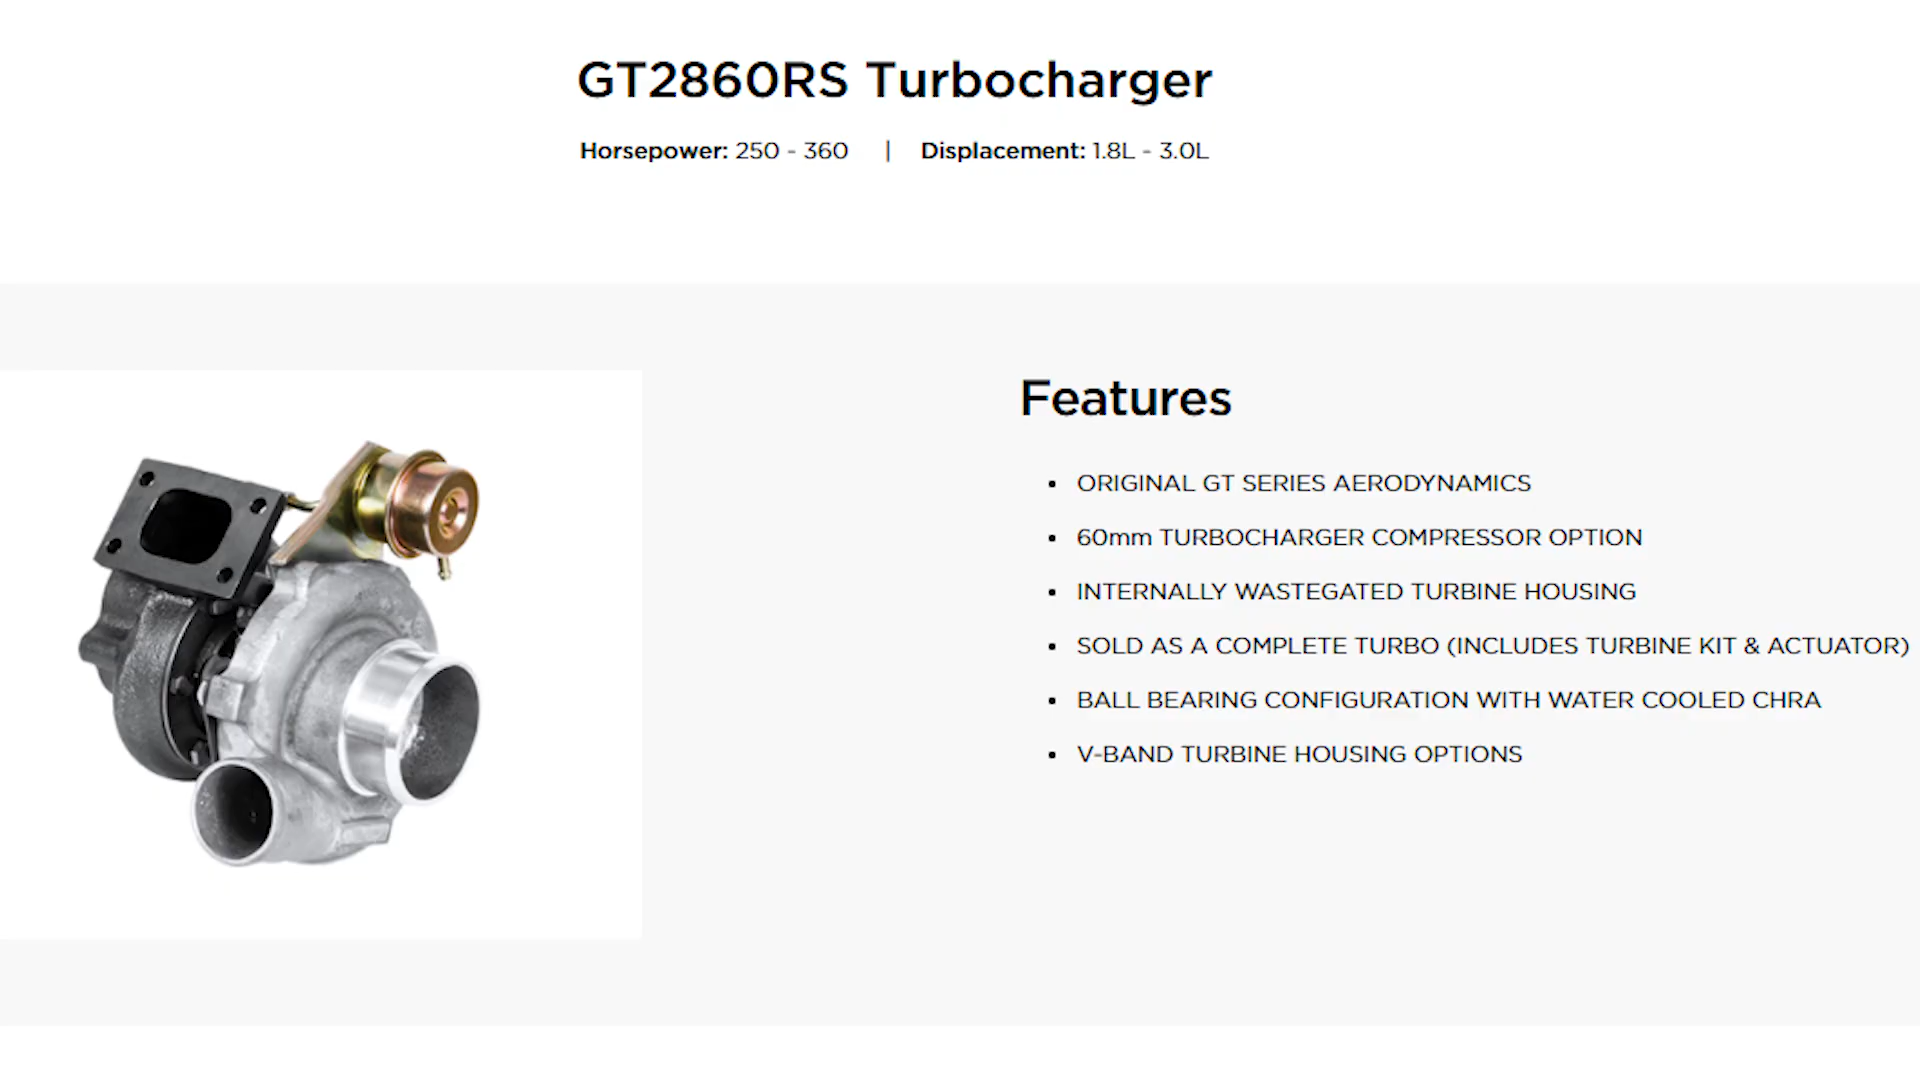 GT2860RS Turbocharger
Horsepower: 250 - 360 | Displacement: 1.8L - 3.0L
Features
• ORIGINAL GT SERIES AERODYNAMICS
• 60mm TURBOCHARGER COMPRESSOR OPTION
• INTERNALLY WASTEGATED TURBINE HOUSING
• SOLD AS A COMPLETE TURBO (INCLUDES TURBINE KIT & ACTUATOR)
• BALL BEARING CONFIGURATION WITH WATER COOLED CHRA
• V-BAND TURBINE HOUSING OPTIONS